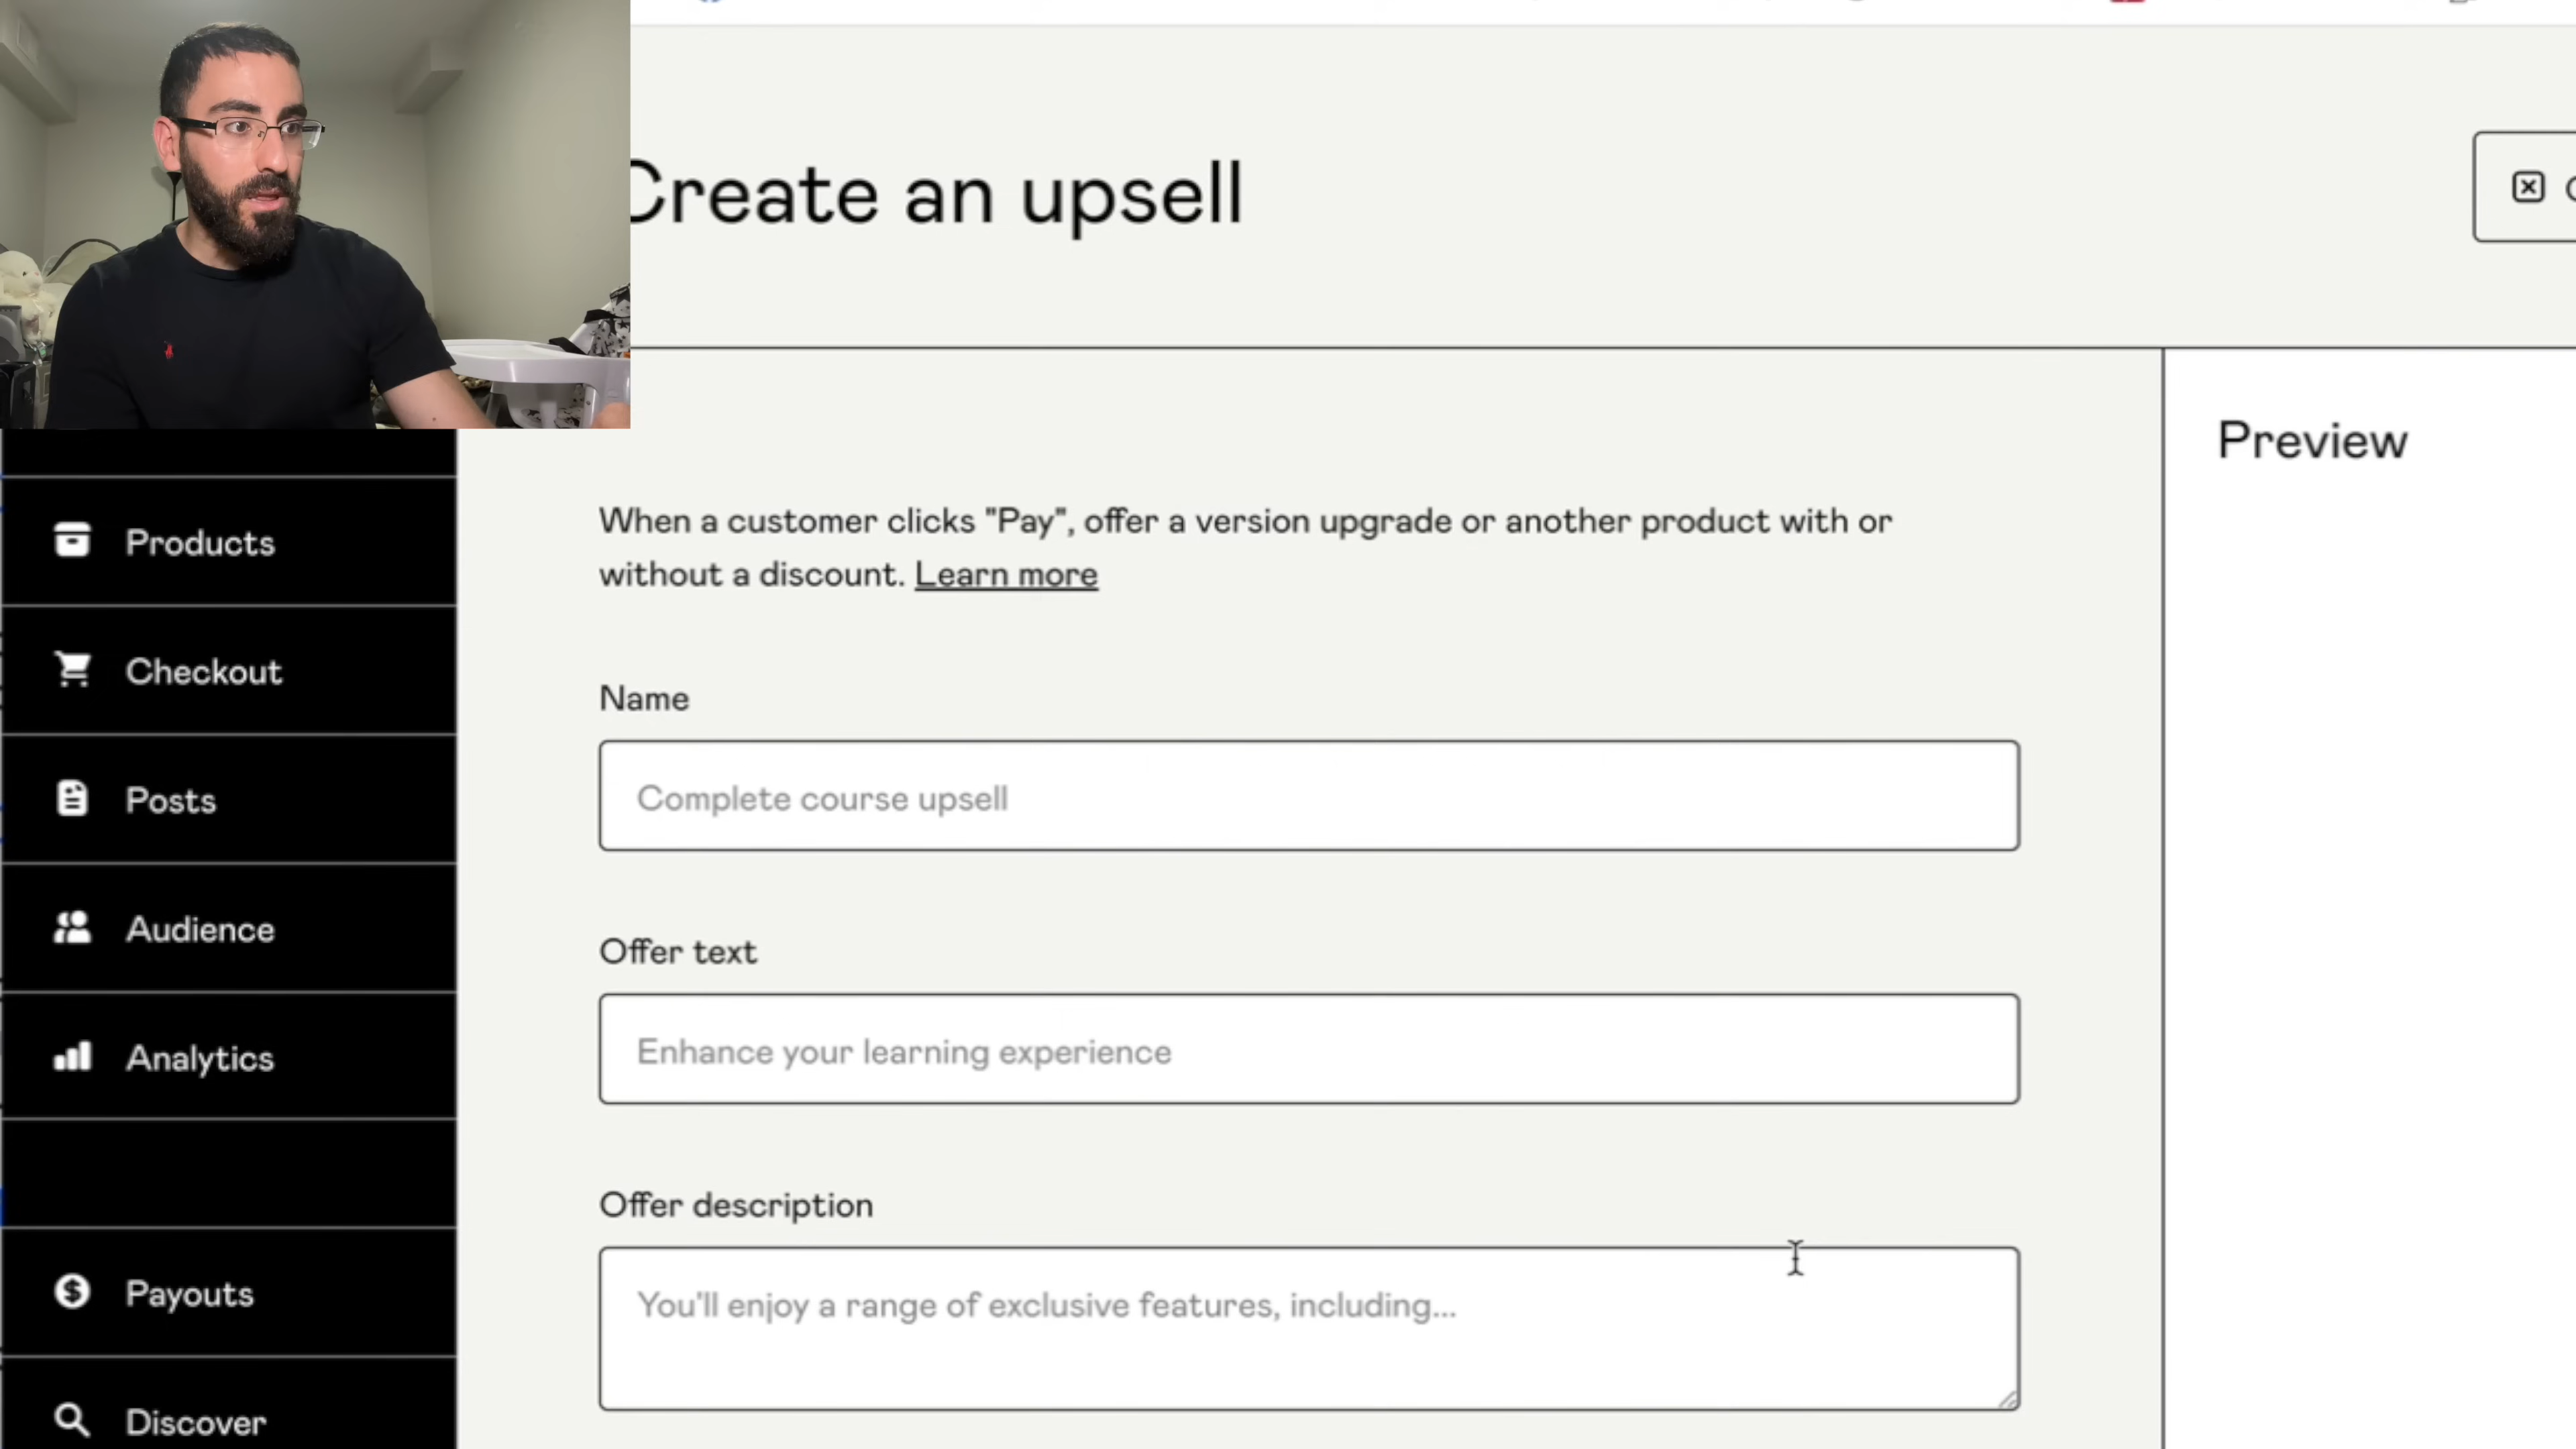 Create an upsell
Preview
When a customer clicks "Pay", offer a version upgrade or another product with or
without a discount. Learn more
Name
Complete course upsell
Offer text
Enhance your learning experience
Offer description
You'll enjoy a range of exclusive features, including...
Products
Checkout
Posts
Audience
Analytics
Payouts
Discover